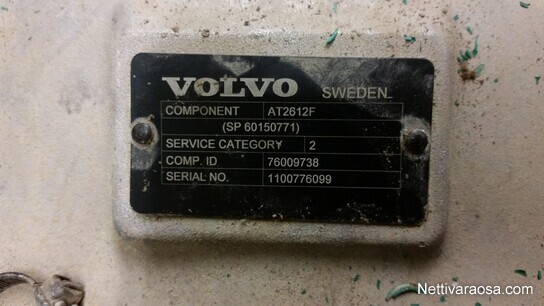 VOLVO SWEDEN.
COMPONENT AT2612F
(SP 60150771)
SERVICE CATEGORY 2
COMP. ID 76009738
SERIAL NO. 1100776099
Nettivaraosa.com